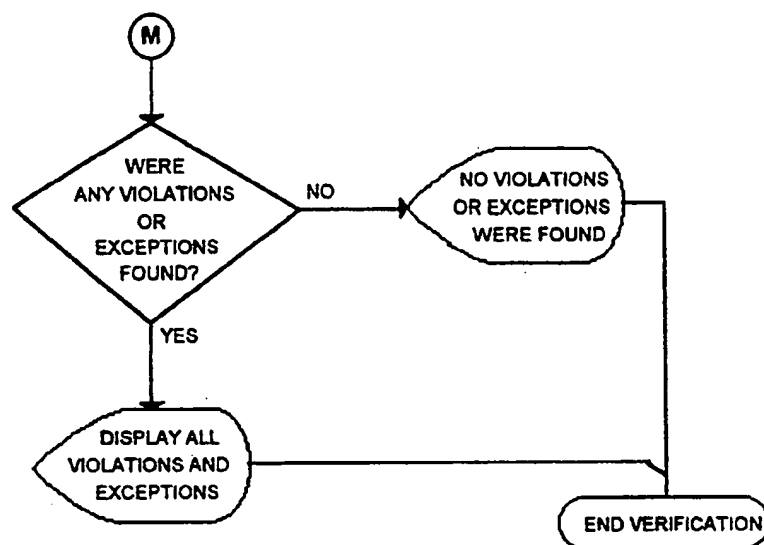 M
WERE
ANY VIOLATIONS
OR
EXCEPTIONS
FOUND?
NO
NO VIOLATIONS
OR EXCEPTIONS
WERE FOUND
YES
DISPLAY ALL
VIOLATIONS AND
EXCEPTIONS
END VERIFICATION